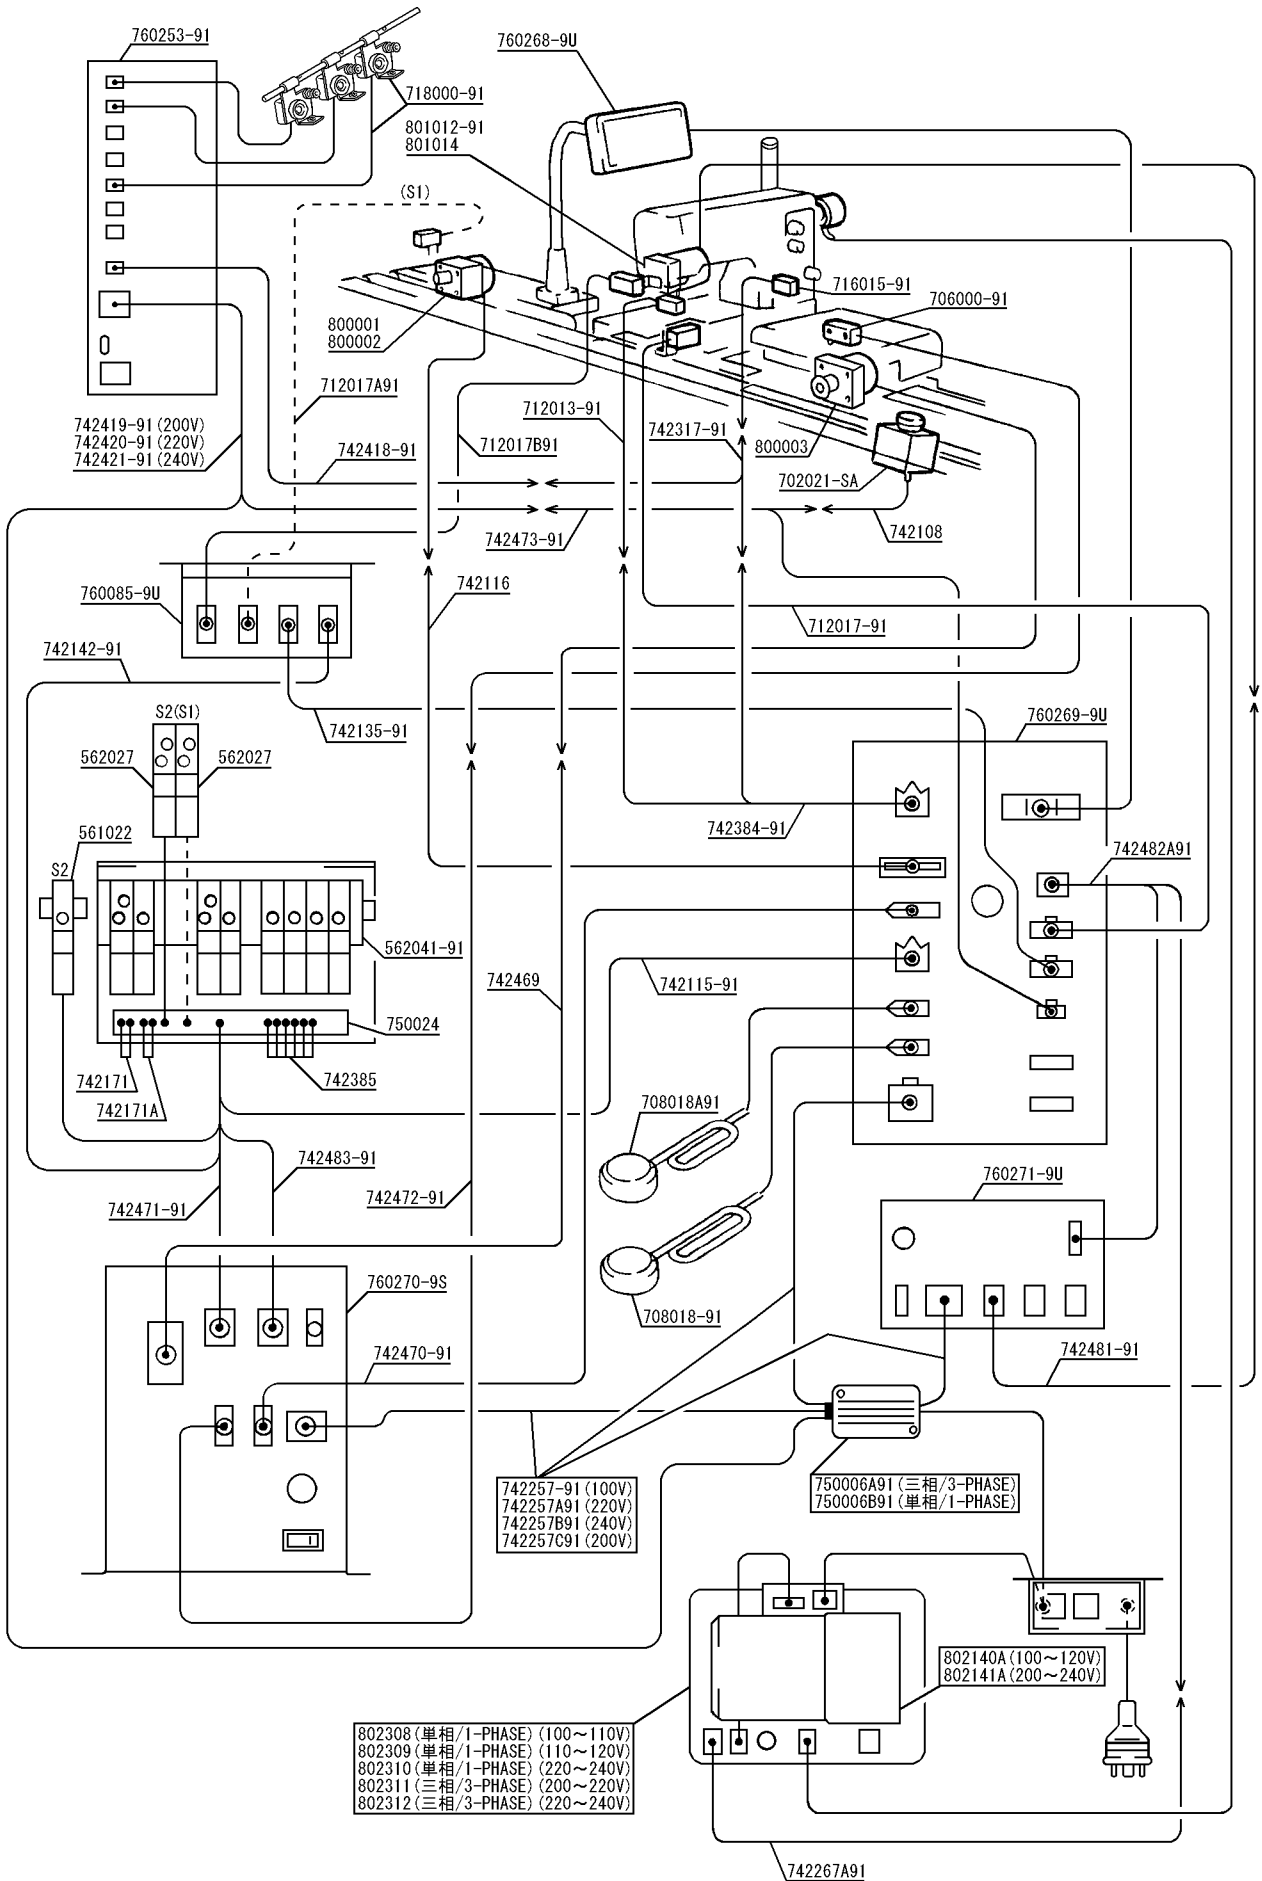 760253-91
760268-9U
718000-91
801012-91
801014
(S1)
716015-91
706000-91
800001
800002
712017A91
712013-91
742419-91(200V)
742420-91(220V)
742421-91(240V)
742418-91
712017B91
742317-91
800003
702021-SA
742473-91
742108
760085-9U
742116
712017-91
742142-91
S2(S1)
742135-91
760269-9U
562027
562027
561022
742384-91
742482A91
S2
562041-91
742469
742115-91
750024
742171
742385
742171A
708018A91
742483-91
742471-91
742472-91
760271-9U
760270-9S
708018-91
742470-91
742481-91
742257-91(100V)
742257A91(220V)
742257B91(240V)
742257C91(200V)
750006A91(三相/3-PHASE)
750006B91(単相/1-PHASE)
802140A(100～120V)
802141A(200～240V)
802308(単相/1-PHASE)(100～110V)
802309(単相/1-PHASE)(110～120V)
802310(単相/1-PHASE)(220～240V)
802311(三相/3-PHASE)(200～220V)
802312(三相/3-PHASE)(220～240V)
742267A91